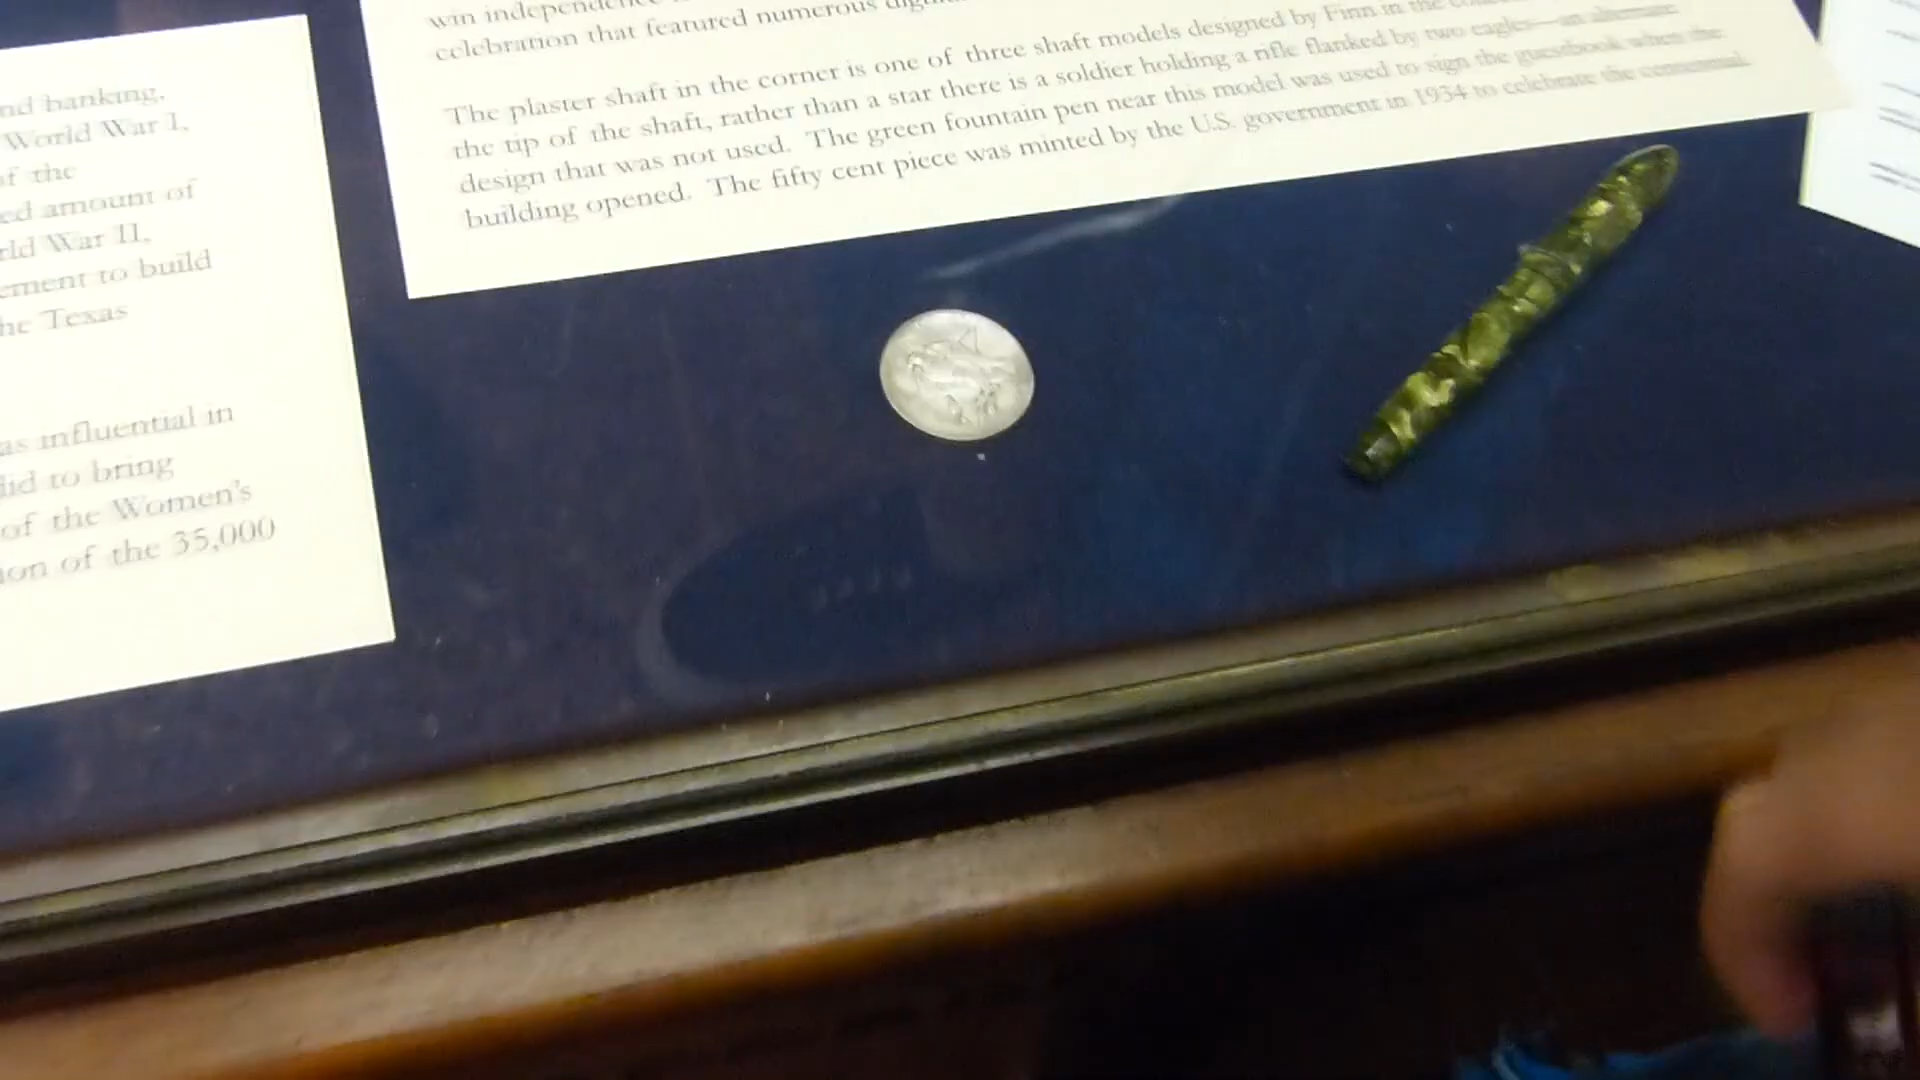 nd banking,
World War I,
of the
ed amount of
rld War II,
ement to build
he Texas
as influential in
did to bring
of the Women's
ion of the 35,000
win independence
celebration that featured numerous
The plaster shaft in the corner is one of three shaft models designed by Finn in the
the tip of the shaft, rather than a star there is a soldier holding a rifle flanked by two eagles—an alternate
design that was not used. The green fountain pen near this model was used to sign the guestbook when the
building opened. The fifty cent piece was minted by the U.S. government in 1934 to celebrate the centennial.